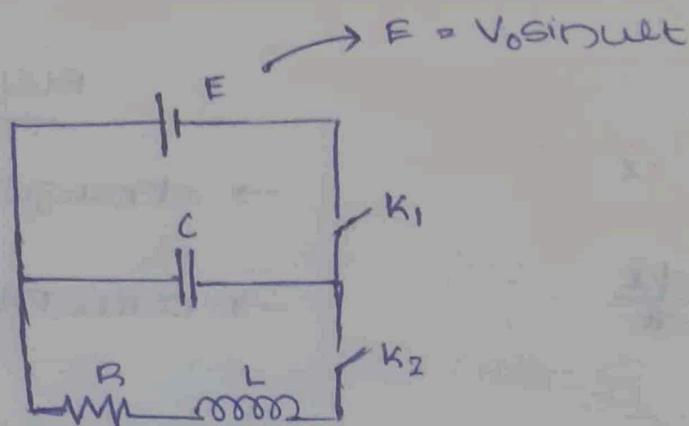 E = V₀sinωt
E
K₁
C
K₂
R L